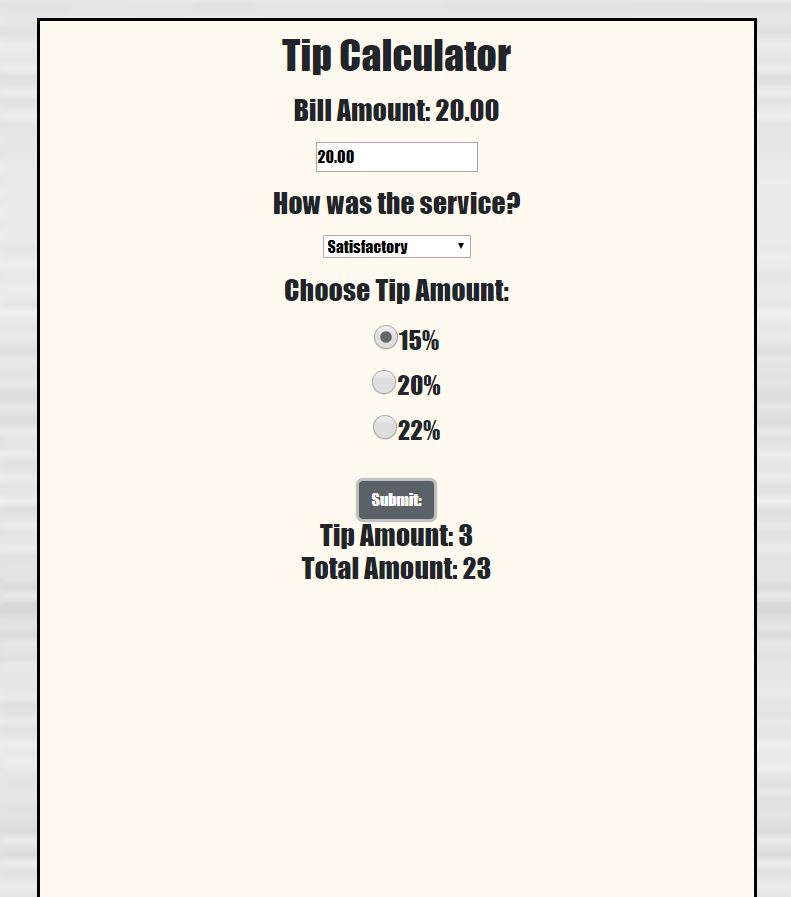 Tip Calculator
Bill Amount: 20.00
20.00
How was the service?
Satisfactory
Choose Tip Amount:
15%
20%
22%
Submit:
Tip Amount: 3
Total Amount: 23